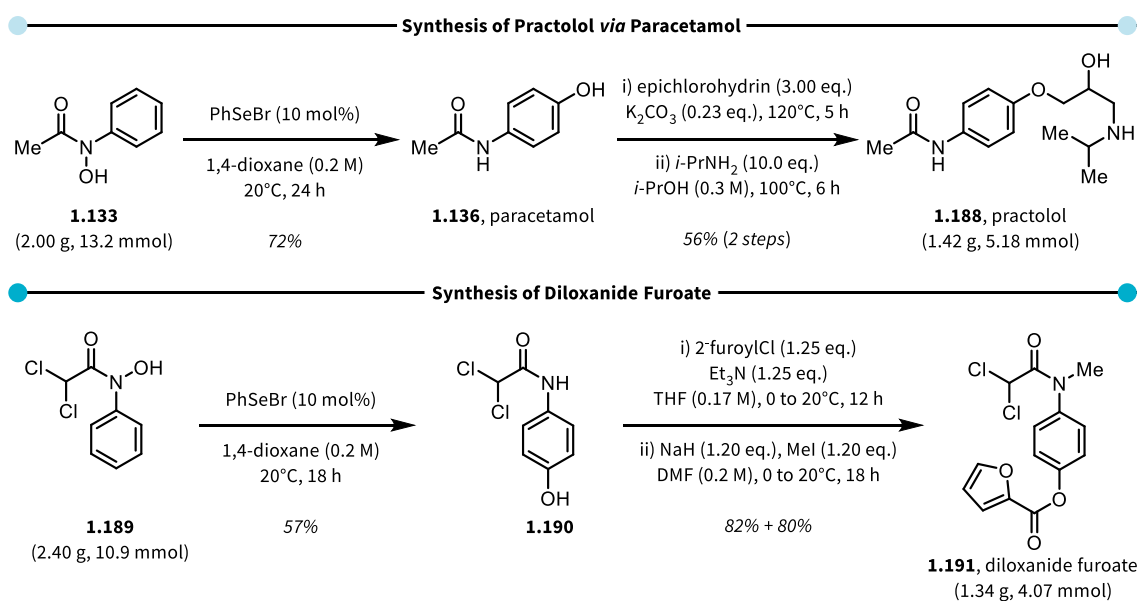 Synthesis of Practolol via Paracetamol
O
Me
N
OH
1.133
(2.00 g, 13.2 mmol)
PhSeBr (10 mol%)
1,4-dioxane (0.2 M)
20°C, 24 h
72%
O
Me
N
H
OH
1.136, paracetamol
i) epichlorohydrin (3.00 eq.)
K₂CO₃ (0.23 eq.), 120°C, 5 h
ii) i-PrNH₂ (10.0 eq.)
i-PrOH (0.3 M), 100°C, 6 h
56% (2 steps)
OH
O
O
NH
Me
Me
N
H
Me
1.188, practolol
(1.42 g, 5.18 mmol)
Synthesis of Diloxanide Furoate
O
Cl
OH
N
Cl
1.189
(2.40 g, 10.9 mmol)
PhSeBr (10 mol%)
1,4-dioxane (0.2 M)
20°C, 18 h
57%
O
Cl
NH
Cl
OH
1.190
i) 2-furoylCl (1.25 eq.)
Et₃N (1.25 eq.)
THF (0.17 M), 0 to 20°C, 12 h
ii) NaH (1.20 eq.), MeI (1.20 eq.)
DMF (0.2 M), 0 to 20°C, 18 h
82% + 80%
O
Cl
Me
N
Cl
O
O
O
1.191, diloxanide furoate
(1.34 g, 4.07 mmol)